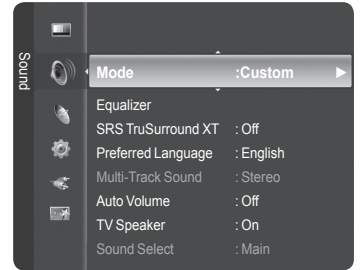 Sound
Mode :Custom
Equalizer
SRS TruSurround XT : Off
Preferred Language : English
Multi-Track Sound : Stereo
Auto Volume : Off
TV Speaker : On
Sound Select : Main